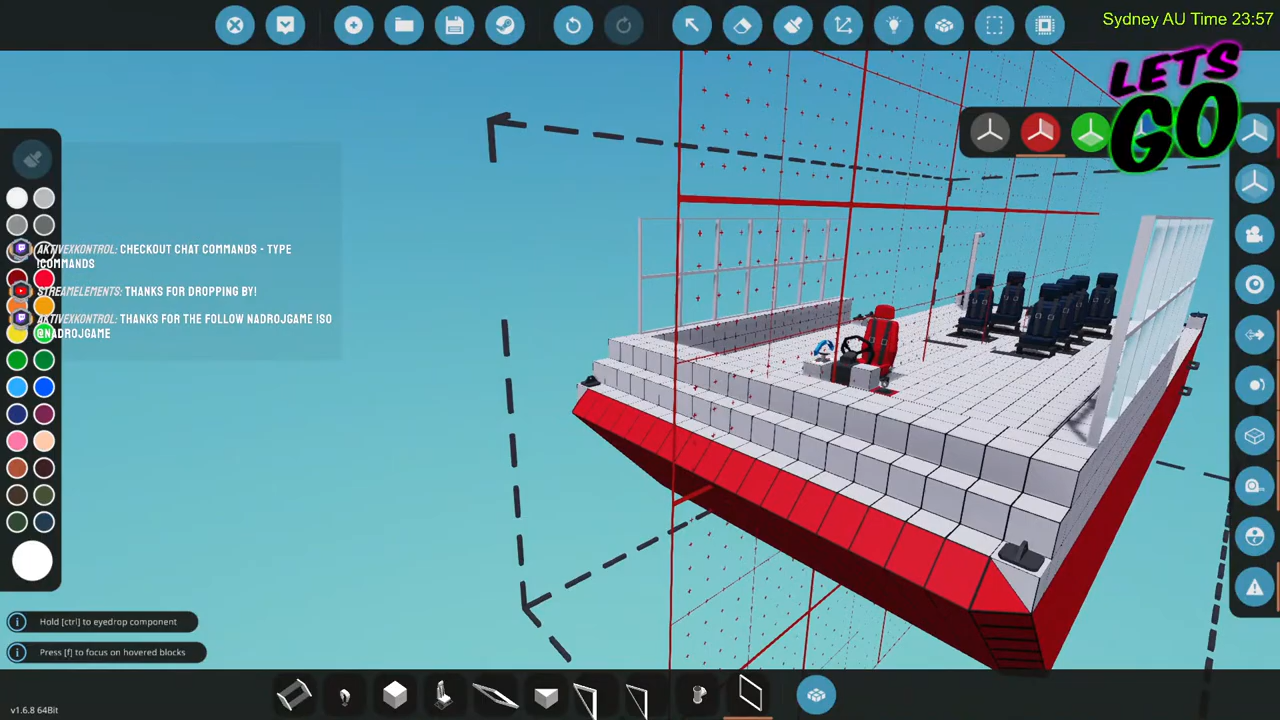 Sydney AU Time 23:57
LETS
GO
AKTIVEXKONTROL: CHECKOUT CHAT COMMANDS - TYPE
!COMMANDS
STREAMELEMENTS: THANKS FOR DROPPING BY!
AKTIVEXKONTROL: THANKS FOR THE FOLLOW NADROJGAME !SO
@NADROJGAME
Hold [ctrl] to eyedrop component
Press [f] to focus on hovered blocks
v1.6.8 64Bit